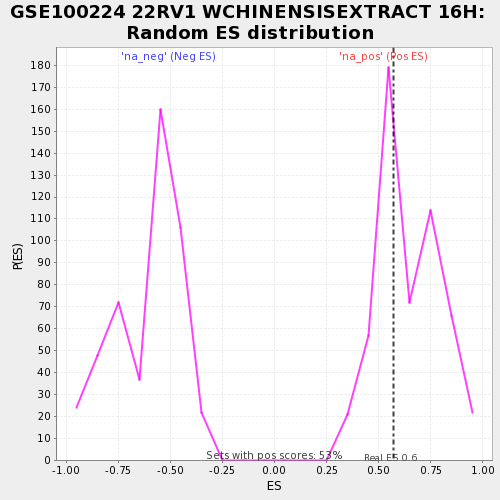 GSE100224 22RV1 WCHINENSISEXTRACT 16H:
Random ES distribution
'na_neg' (Neg ES)
'na_pos' (Pos ES)
180
170
160
150
140
130
120
110
100
90
80
70
60
50
40
30
20
10
0
P(ES)
Sets with pos scores: 53%
Real ES 0.6
-1.00 -0.75 -0.50 -0.25 0.00 0.25 0.50 0.75 1.00
ES